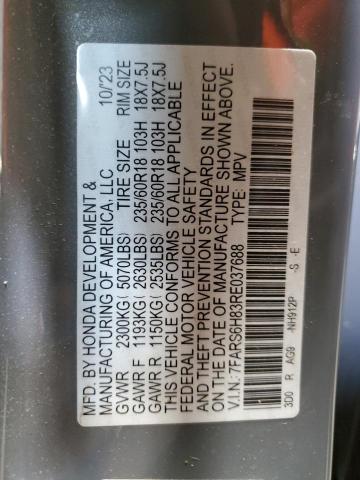 MFD. BY HONDA DEVELOPMENT &
MANUFACTURING OF AMERICA, LLC 10/23
GVWR 2300KG( 5070LBS) TIRE SIZE RIM SIZE
GAWR F 1193KG( 2630LBS) 235/60R18 103H 18X7.5J
GAWR R 1150KG( 2535LBS) 235/60R18 103H 18X7.5J
THIS VEHICLE CONFORMS TO ALL APPLICABLE
FEDERAL MOTOR VEHICLE SAFETY
AND THEFT PREVENTION STANDARDS IN EFFECT
ON THE DATE OF MANUFACTURE SHOWN ABOVE.
V.I.N.: 7FARS6H83RE037688 TYPE: MPV
3D0 R AG9 -NH912P -S -E